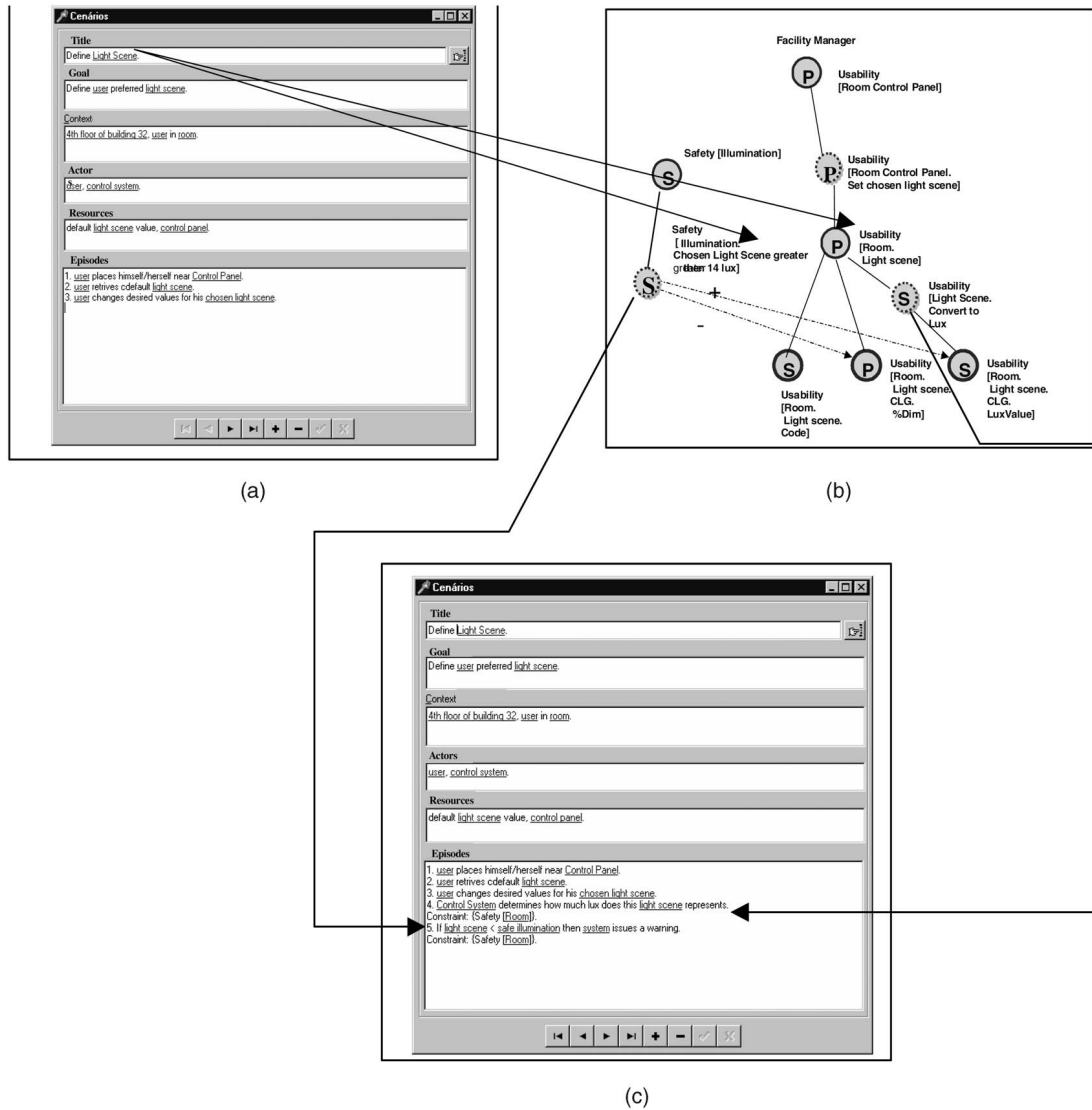 Cenários
Title
Define Light Scene.
Goal
Define user preferred light scene.
Context
4th floor of building 32, user in room.
Actor
user, control system.
Resources
default light scene value, control panel.
Episodes
1. user places himself/herself near Control Panel.
2. user retrives cdefault light scene.
3. user changes desired values for his chosen light scene.
(a)
Facility Manager
P
Usability
[Room Control Panel]
Safety [Illumination]
S
P
Usability
[Room Control Panel.
Set chosen light scene]
Safety
[ Illumination.
Chosen Light Scene greater
greater than 14 lux]
S
+
-
P
Usability
[Room.
Light scene]
S
Usability
[Light Scene.
Convert to
Lux
S
Usability
[Room.
Light scene.
Code]
P
Usability
[Room.
Light scene.
CLG.
%Dim]
S
Usability
[Room.
Light scene.
CLG.
LuxValue]
(b)
Cenários
Title
Define Light Scene.
Goal
Define user preferred light scene.
Context
4th floor of building 32, user in room.
Actors
user, control system.
Resources
default light scene value, control panel.
Episodes
1. user places himself/herself near Control Panel.
2. user retrives cdefault light scene.
3. user changes desired values for his chosen light scene.
4. Control System determines how much lux does this light scene represents.
Constraint: {Safety [Room]}.
5. If light scene < safe illumination then system issues a warning.
Constraint: {Safety [Room]}.
(c)